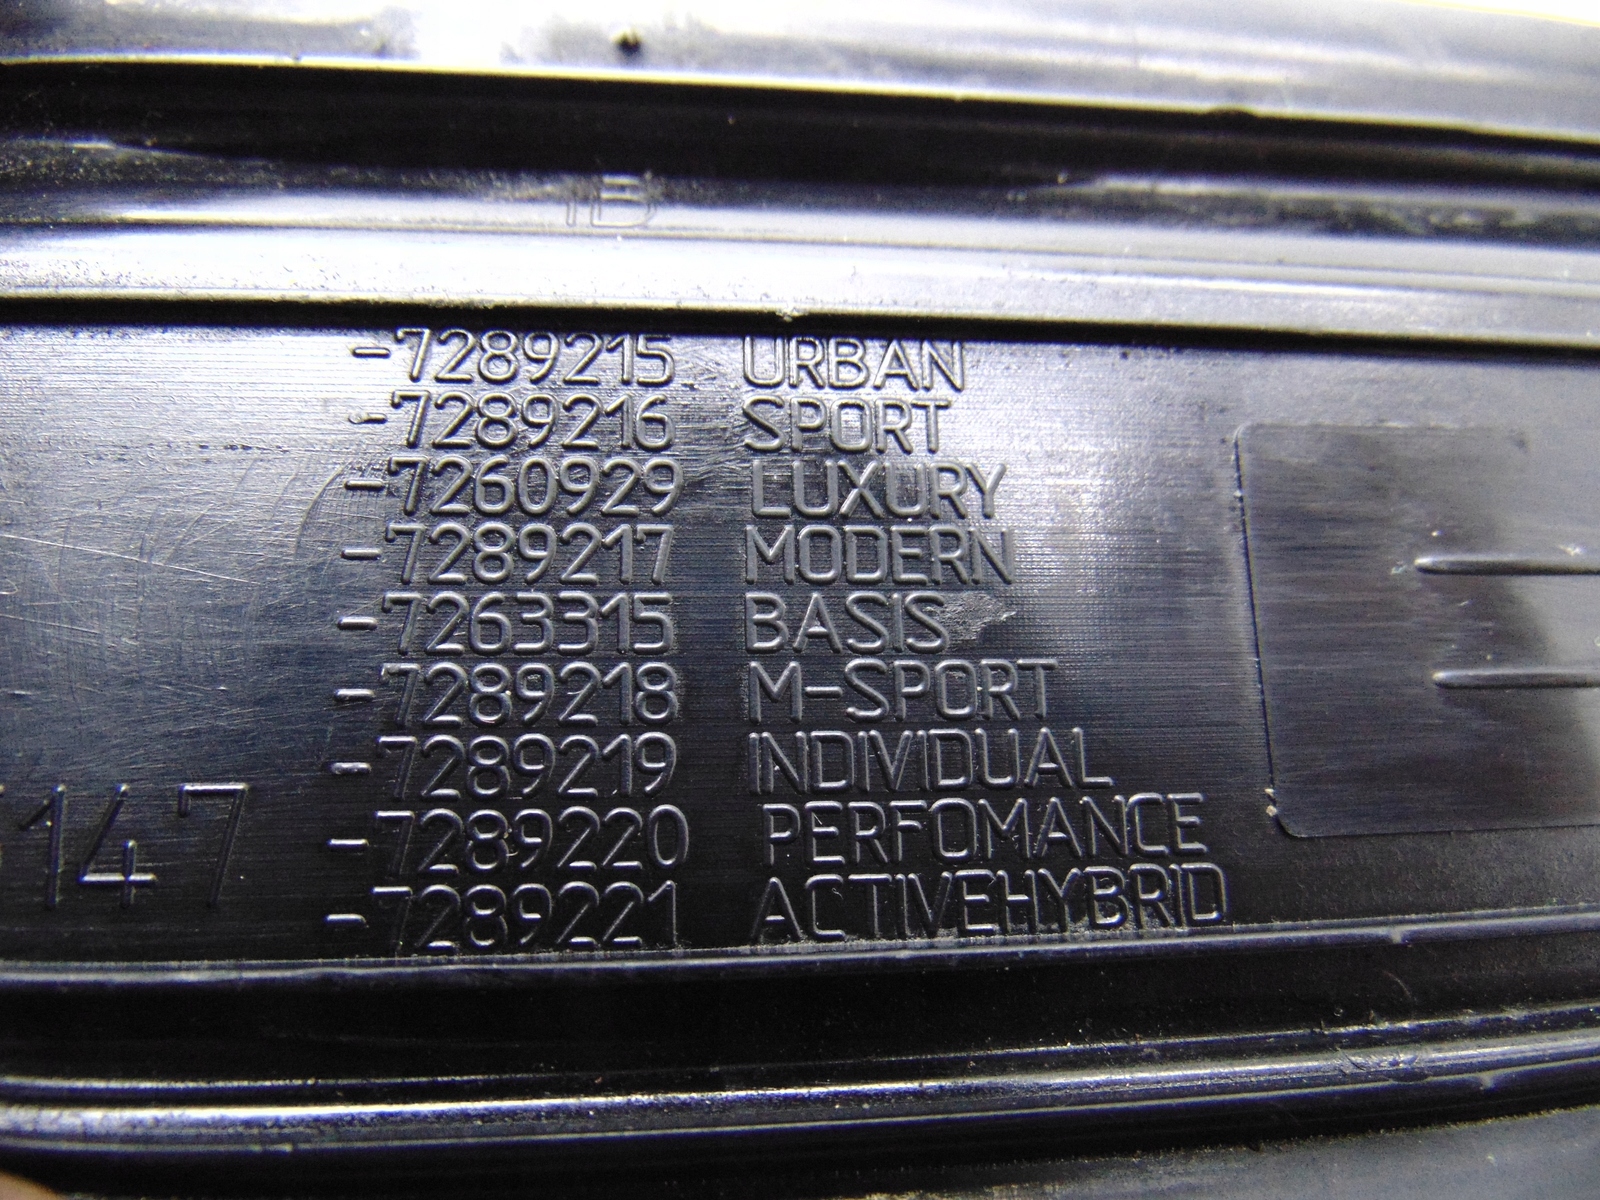 1B
-7289215 URBAN
-7289216 SPORT
-7260929 LUXURY
-7289217 MODERN
-7263315 BASIS
-7289218 M-SPORT
-7289219 INDIVIDUAL
147
-7289220 PERFOMANCE
-7289221 ACTIVEHYBRID